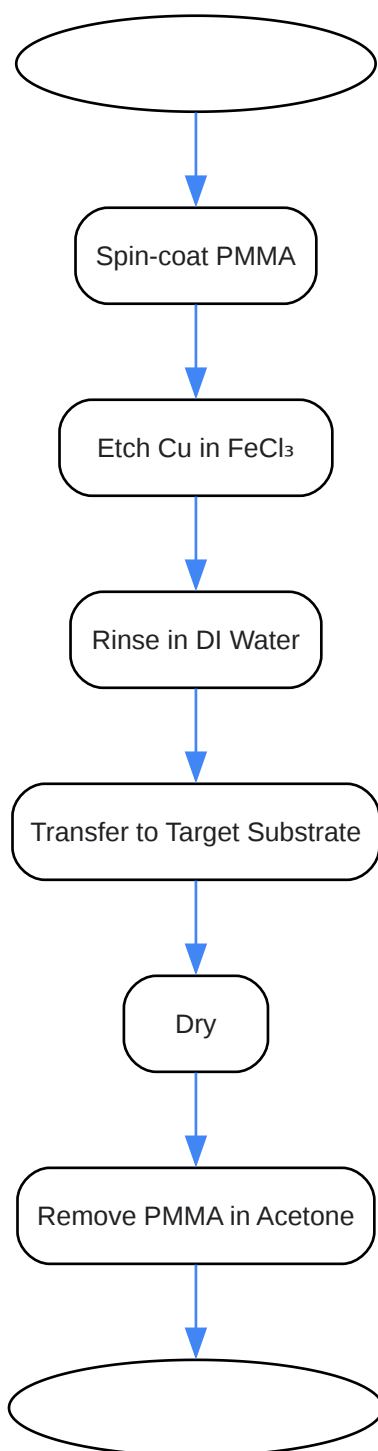 Spin-coat PMMA
Etch Cu in FeCl₃
Rinse in DI Water
Transfer to Target Substrate
Dry
Remove PMMA in Acetone